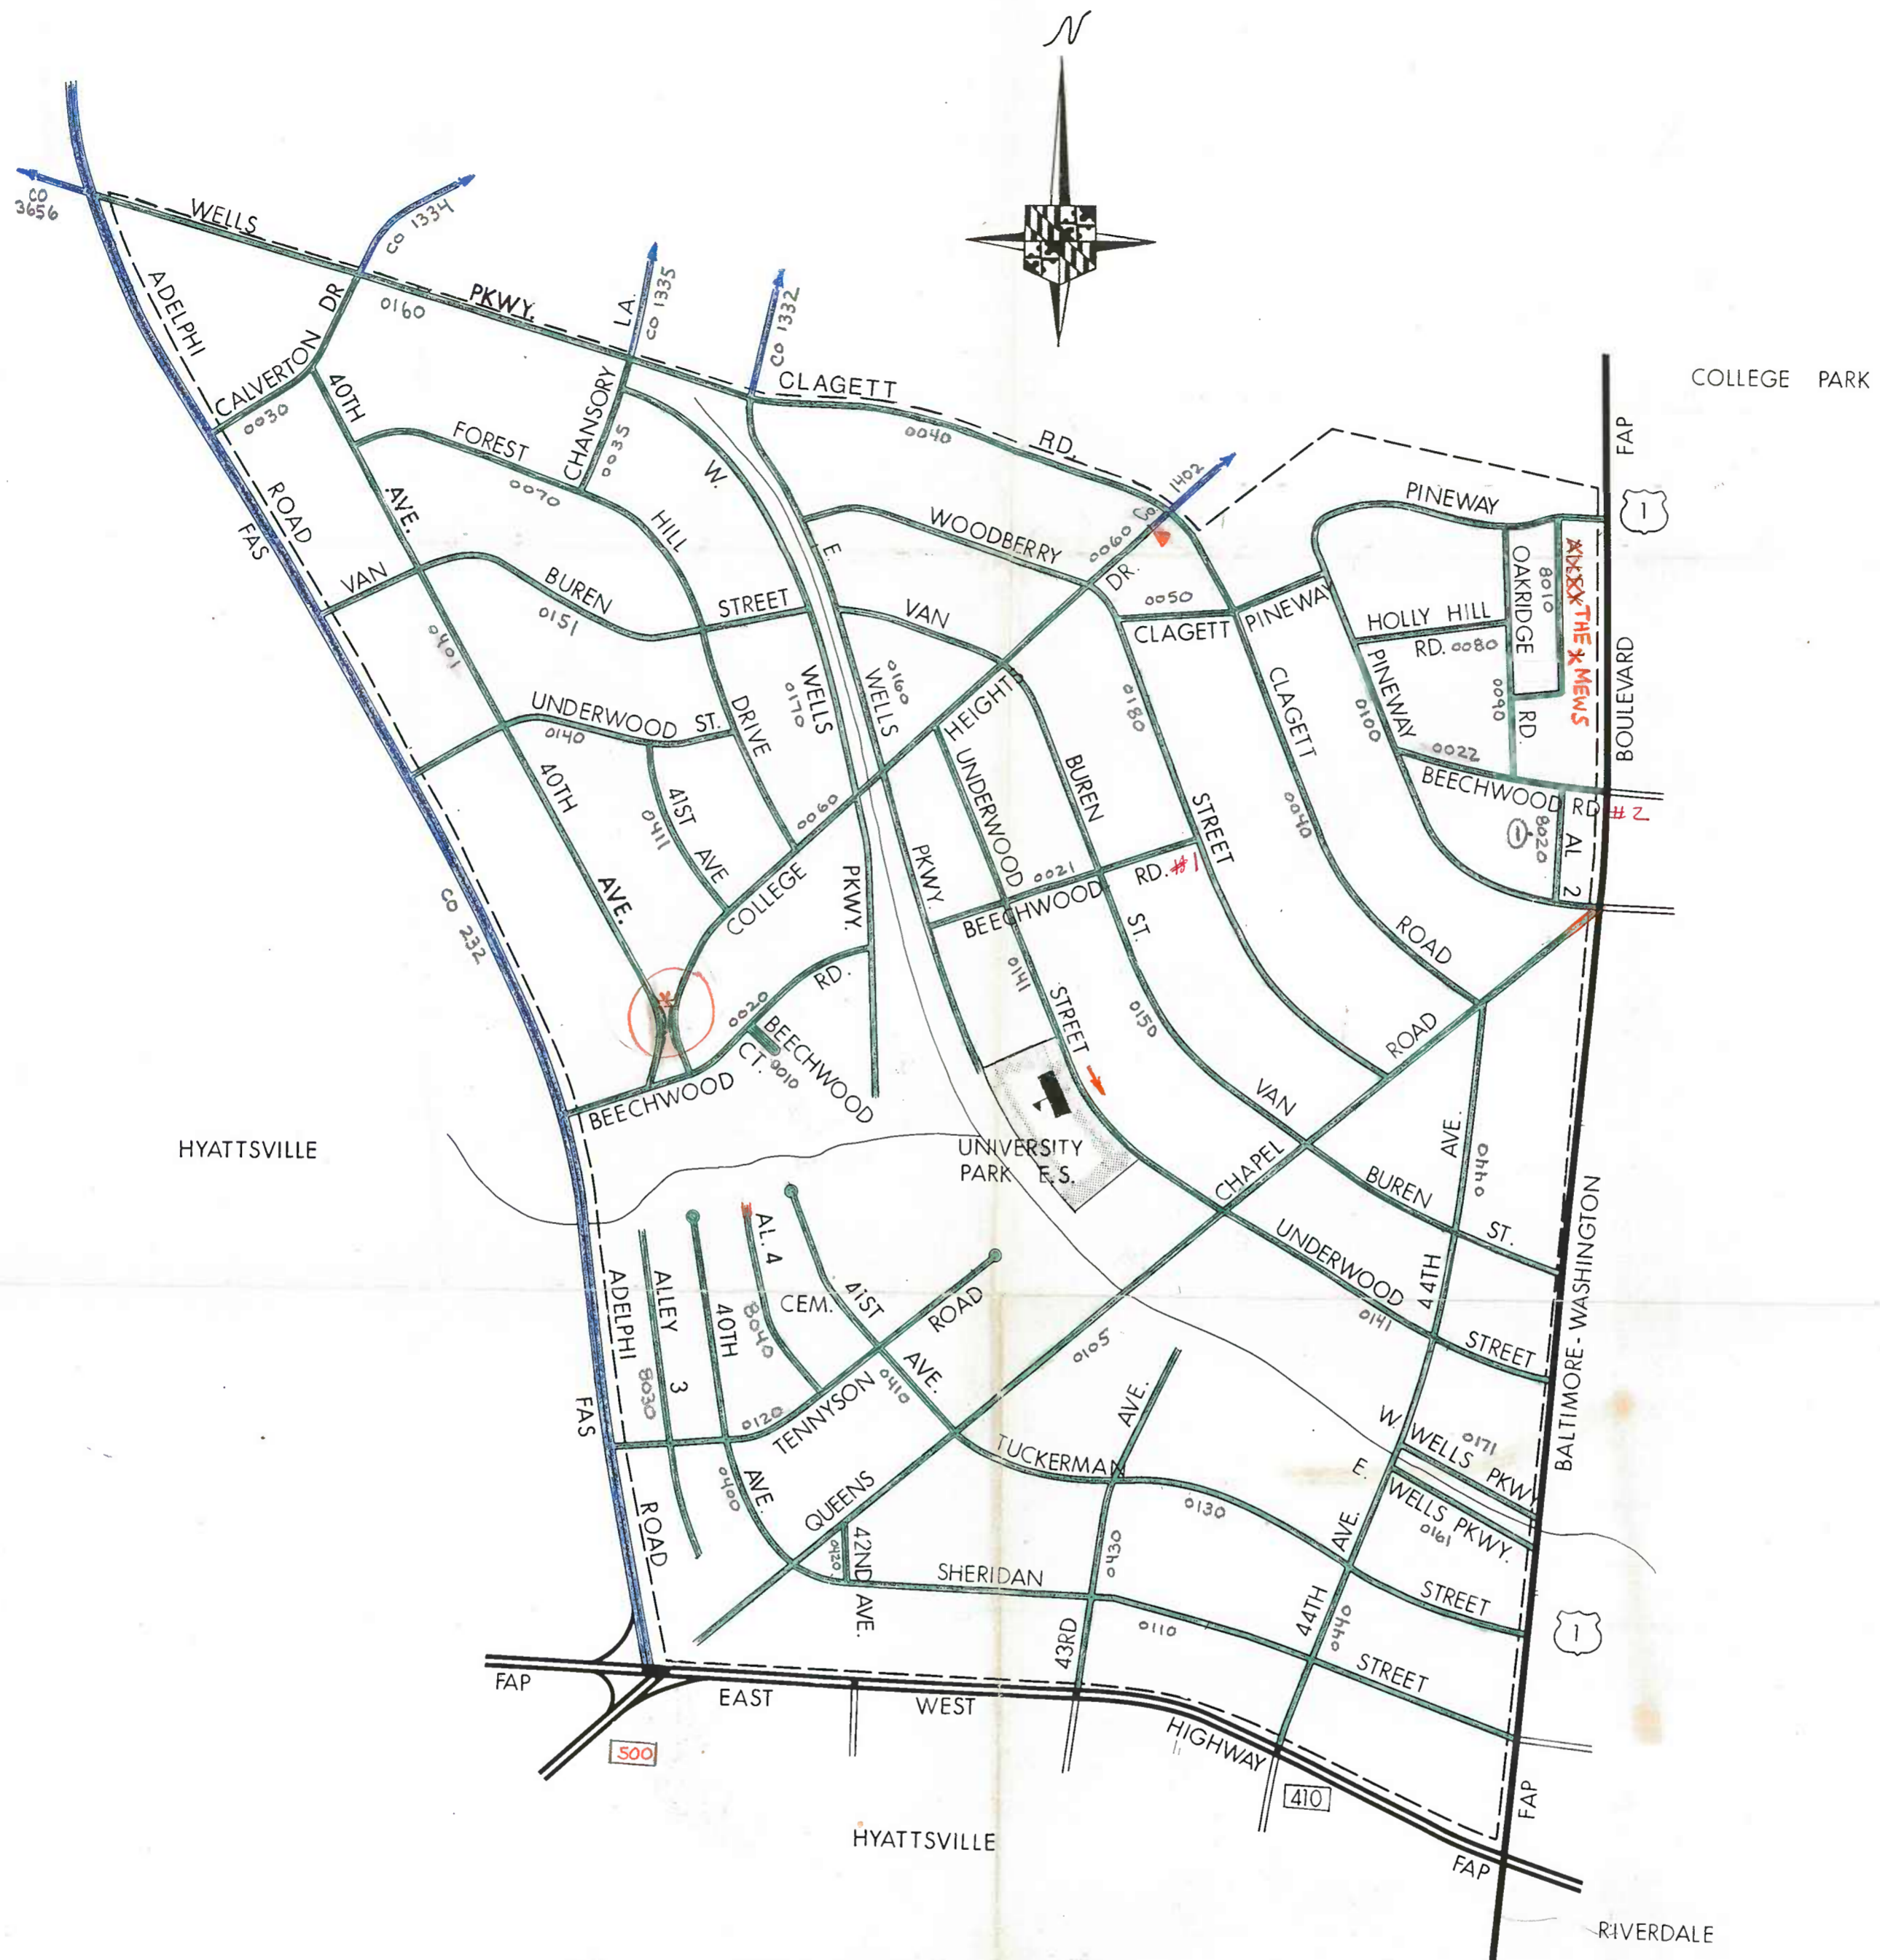 N
CO 3656
WELLS
CO 1334
PKWY.
0160
LA.
CO 1335
CO 1332
CLAGETT
0040
RD.
COLLEGE PARK
FAP
1
ADELPHI
ROAD
FAS
CALVERTON DR
0030
40TH
AVE.
FOREST
0070
HILL
DRIVE
CHANSORY
0035
W.
E.
WOODBERRY
0060
CO
1402
DR.
0050
CLAGETT
PINEWAY
PINEWAY
OAKRIDGE
8010
THE MEWS
HOLLY HILL
RD. 0080
PINEWAY
0100
0090
RD.
BOULEVARD
0022
BEECHWOOD RD #2
8020
1
AL 2
VAN
BUREN
0151
STREET
0401
VAN
WELLS
0170
WELLS
0160
HEIGHTS
UNDERWOOD ST.
0140
40TH
AVE.
41ST
AVE
0411
0060
COLLEGE
PKWY.
PKWY.
UNDERWOOD
BUREN
0180
STREET
CLAGETT
0040
ROAD
0021
BEECHWOOD
RD. #1
ST.
0141
STREET
0150
CO 232
0020
RD.
BEECHWOOD
CT.
0010
BEECHWOOD
VAN
ROAD
AVE.
0440
HYATTSVILLE
UNIVERSITY
PARK E.S.
CHAPEL
BUREN
ST.
UNDERWOOD
0141
STREET
44TH
BALTIMORE-WASHINGTON
ADELPHI
ALLEY
3
8030
40TH
AL. 4
8040
CEM.
41ST
AVE.
0410
ROAD
TENNYSON
0120
0105
FAS
ROAD
0400
AVE.
QUEENS
TUCKERMAN
AVE.
0130
W.
WELLS PKWY
0171
E.
WELLS PKWY.
0161
AVE.
0420
42ND
AVE.
SHERIDAN
0430
43RD
0110
44TH
0440
STREET
STREET
1
FAP
EAST
WEST
HIGHWAY
500
410
FAP
FAP
HYATTSVILLE
RIVERDALE